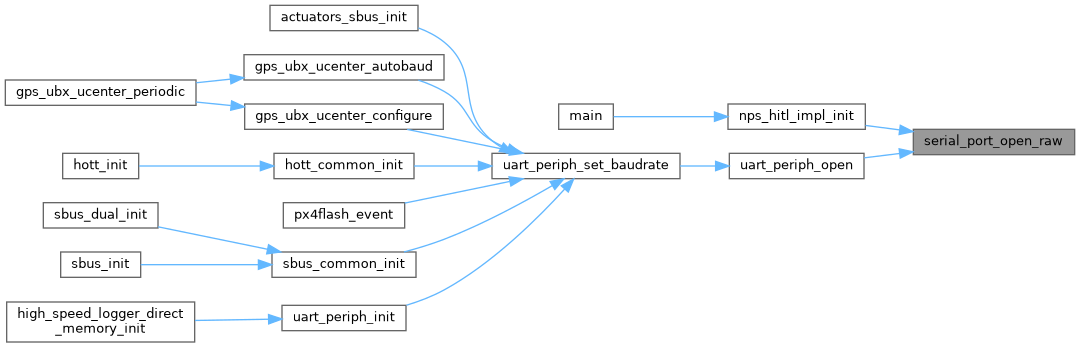 actuators_sbus_init
gps_ubx_ucenter_autobaud
gps_ubx_ucenter_periodic
gps_ubx_ucenter_configure
main
nps_hitl_impl_init
serial_port_open_raw
hott_init
hott_common_init
uart_periph_set_baudrate
uart_periph_open
px4flash_event
sbus_dual_init
sbus_init
sbus_common_init
high_speed_logger_direct
_memory_init
uart_periph_init